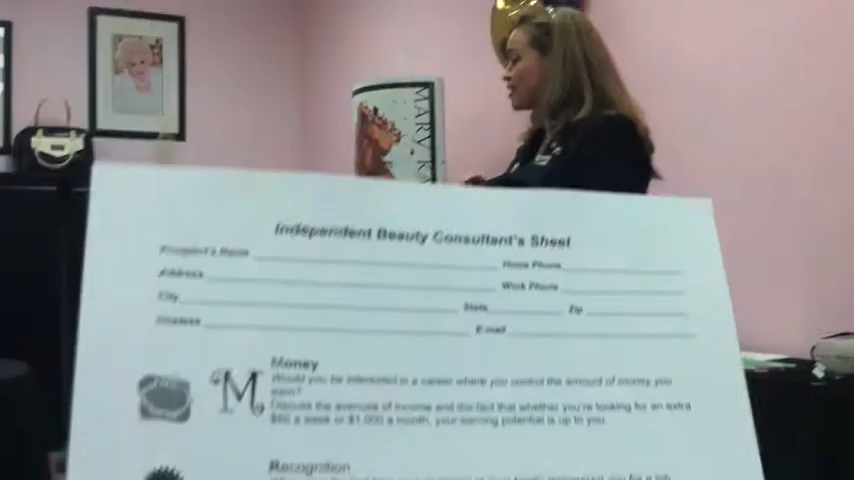 MARY KA
Independent Beauty Consultant's Sheet
Prospect's Name Home Phone
Address Work Phone
City State Zip
E-mail
Money
"M
Would you be interested in a career where you control the amount of money you
earn?
Discuss the avenues of income and the fact that whether you're looking for an extra
$50 a week or $1,000 a month, your earning potential is up to you.
Recognition